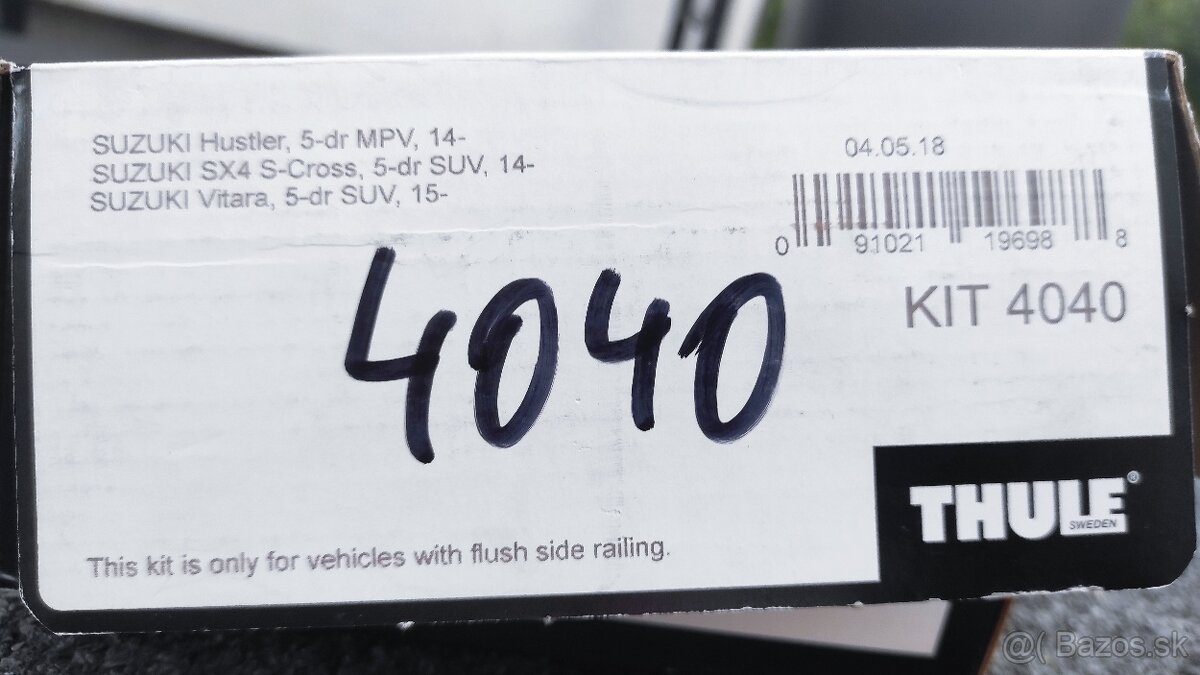 SUZUKI Hustler, 5-dr MPV, 14-
SUZUKI SX4 S-Cross, 5-dr SUV, 14-
SUZUKI Vitara, 5-dr SUV, 15-
04.05.18
0 91021 19698 8
KIT 4040
4040
THULE®
SWEDEN
This kit is only for vehicles with flush side railing.
@( Bazos.sk